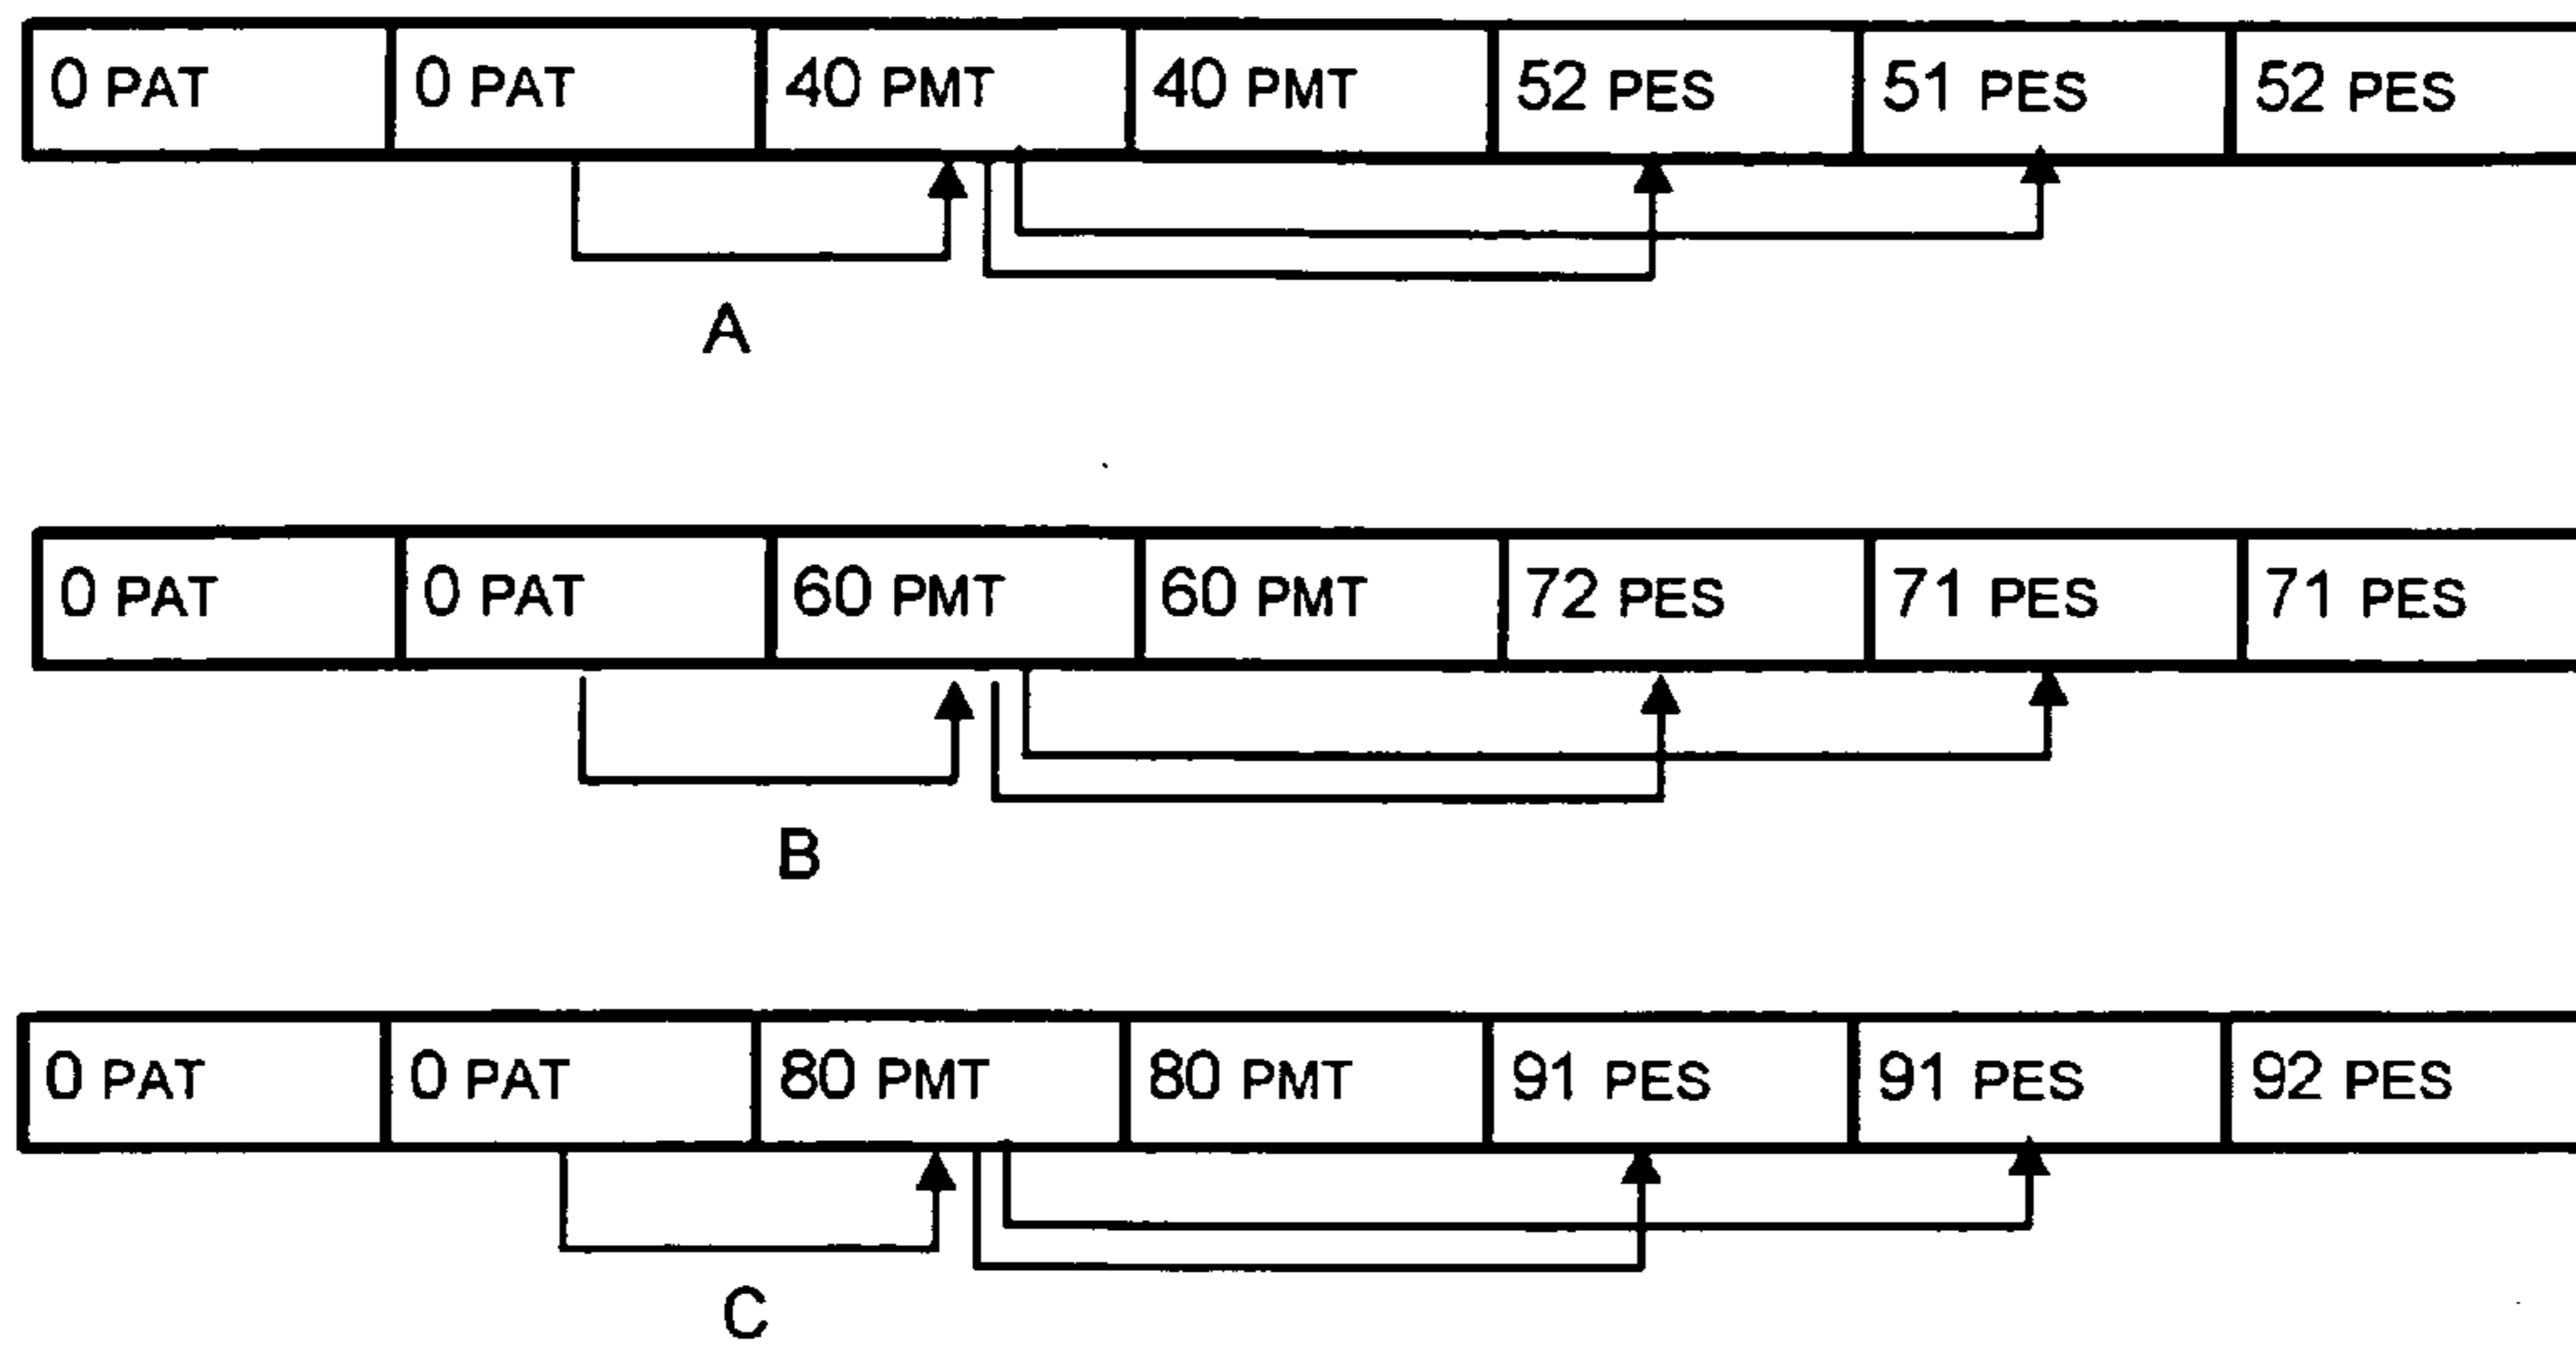 0 PAT 0 PAT 40 PMT 40 PMT 52 PES 51 PES 52 PES
A
0 PAT 0 PAT 60 PMT 60 PMT 72 PES 71 PES 71 PES
B
0 PAT 0 PAT 80 PMT 80 PMT 91 PES 91 PES 92 PES
C